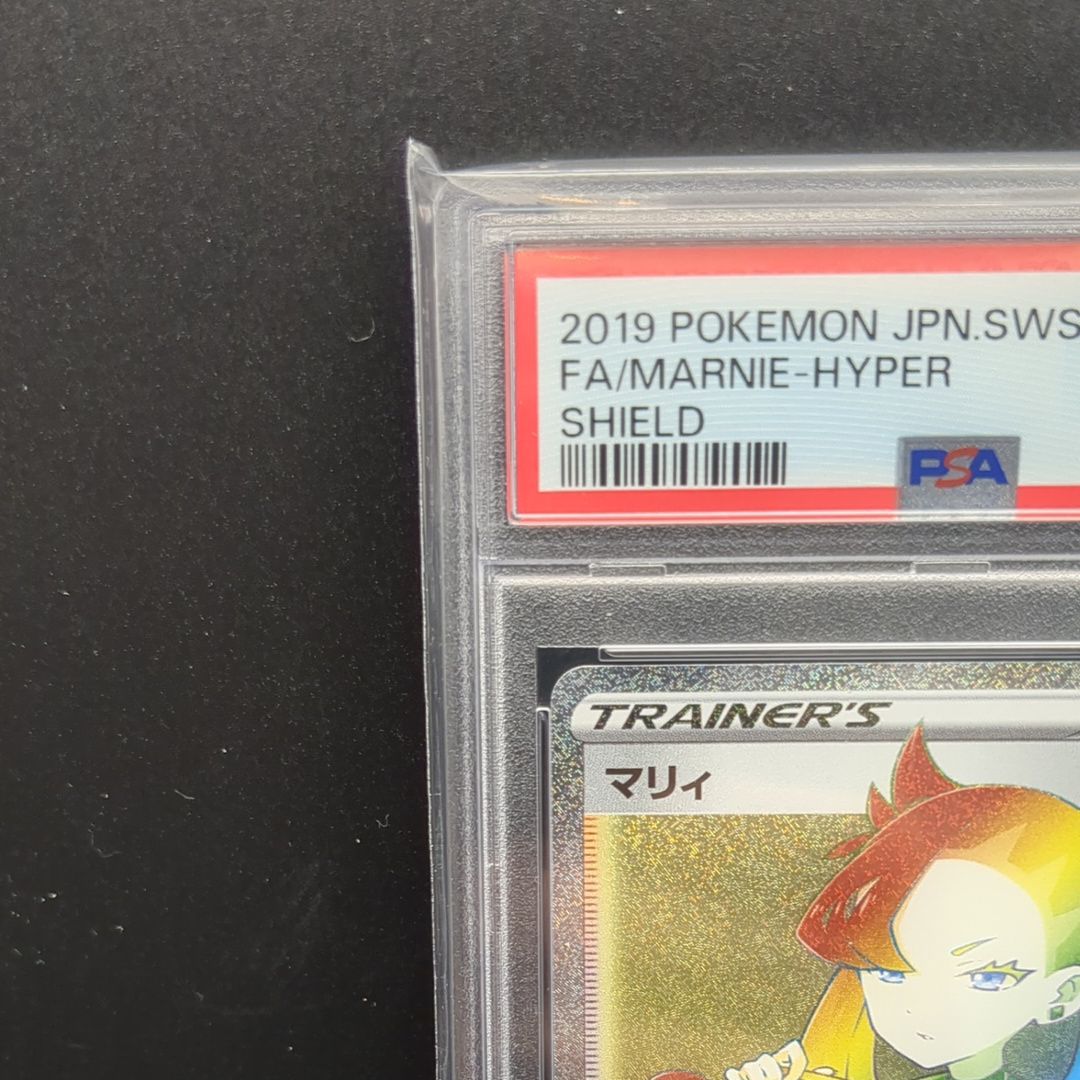 2019 POKEMON JPN.SWS
FA/MARNIE-HYPER
SHIELD
PSA
TRAINER'S
マリィ